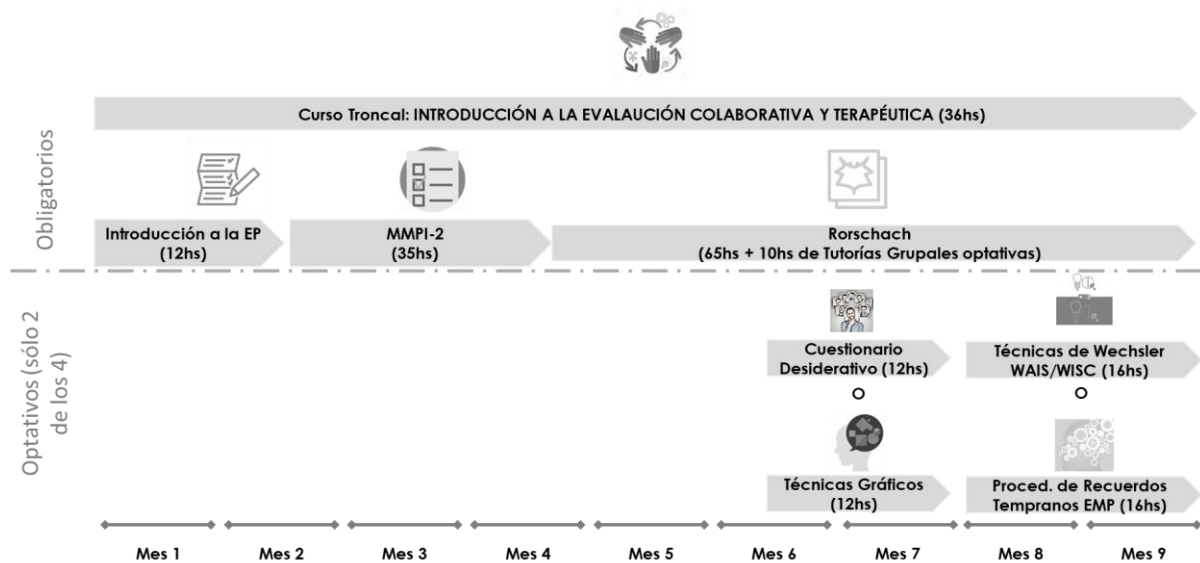 Curso Troncal: INTRODUCCIÓN A LA EVALAUCIÓN COLABORATIVA Y TERAPÉUTICA (36hs)
Obligatorios
Introducción a la EP
(12hs)
MMPI-2
(35hs)
Rorschach
(65hs + 10hs de Tutorías Grupales optativas)
Optativos (sólo 2
de los 4)
Cuestionario
Desiderativo (12hs)
Técnicas de Wechsler
WAIS/WISC (16hs)
O
O
Técnicas Gráficos
(12hs)
Proced. de Recuerdos
Tempranos EMP (16hs)
Mes 1
Mes 2
Mes 3
Mes 4
Mes 5
Mes 6
Mes 7
Mes 8
Mes 9